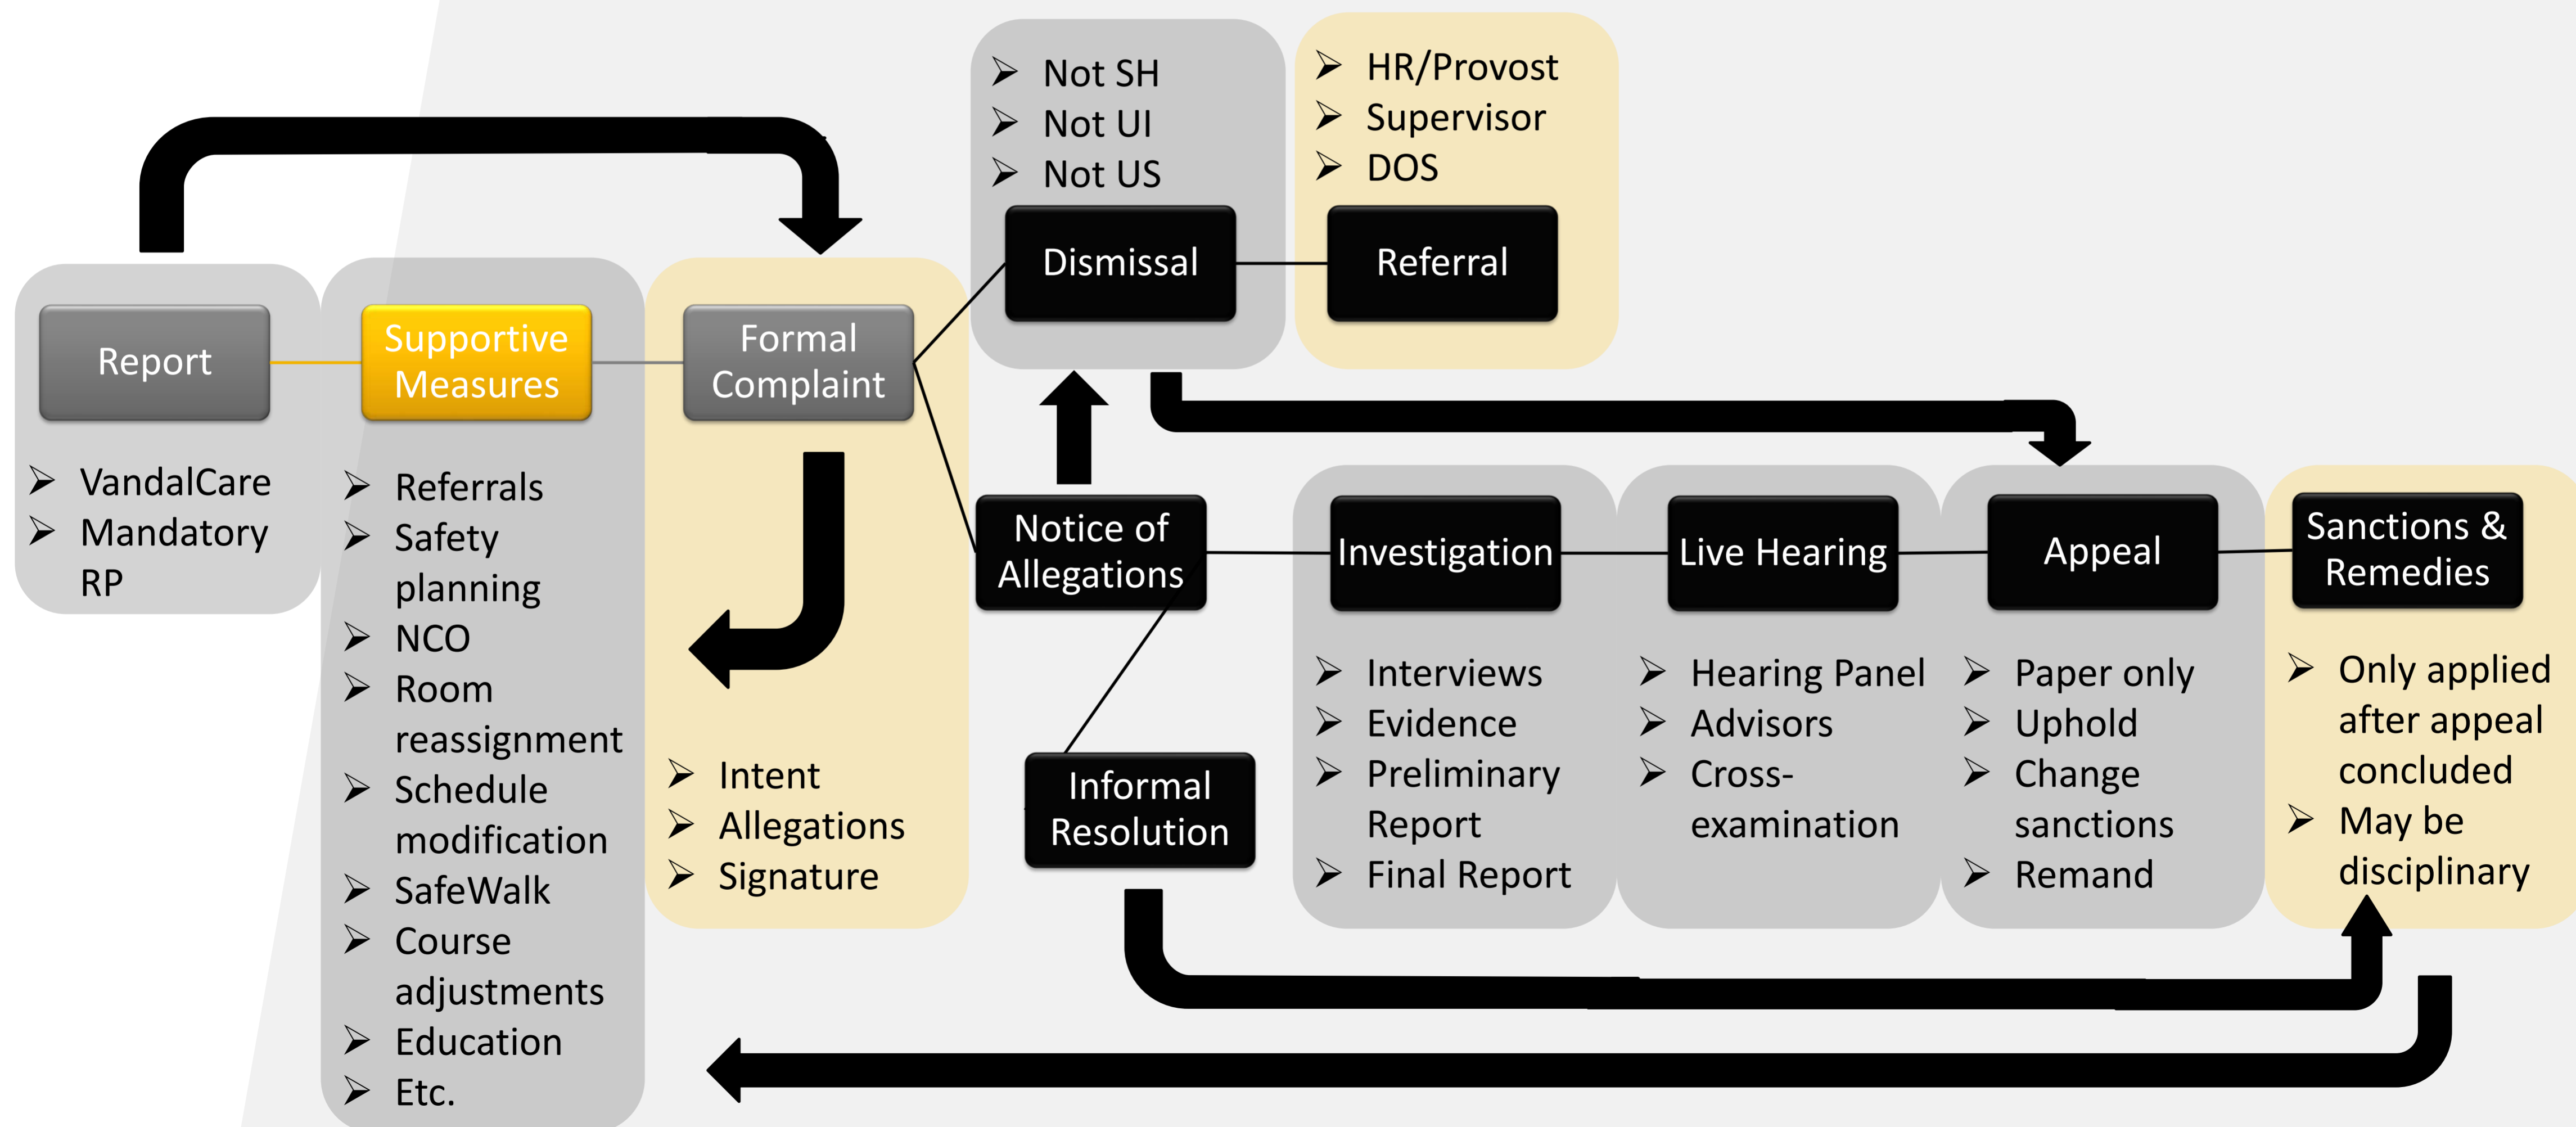 Not SH
Not UI
Not US
Dismissal
HR/Provost
Supervisor
DOS
Referral
Report
VandalCare
Mandatory
RP
Supportive
Measures
Referrals
Safety
planning
NCO
Room
reassignment
Schedule
modification
SafeWalk
Course
adjustments
Education
Etc.
Formal
Complaint
Intent
Allegations
Signature
Notice of
Allegations
Informal
Resolution
Investigation
Interviews
Evidence
Preliminary
Report
Final Report
Live Hearing
Hearing Panel
Advisors
Cross-
examination
Appeal
Paper only
Uphold
Change
sanctions
Remand
Sanctions &
Remedies
Only applied
after appeal
concluded
May be
disciplinary